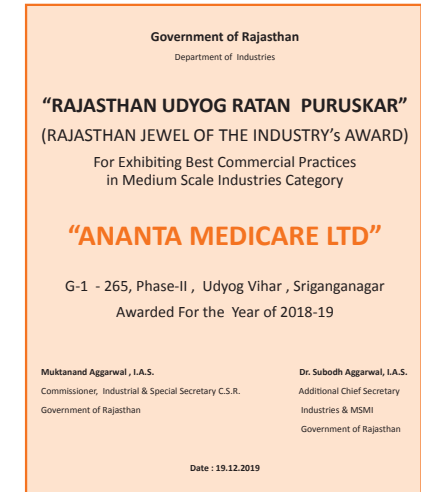 Government of Rajasthan
Department of Industries
“RAJASTHAN UDYOG RATAN PURUSKAR”
(RAJASTHAN JEWEL OF THE INDUSTRY’s AWARD)
For Exhibiting Best Commercial Practices
in Medium Scale Industries Category
“ANANTA MEDICARE LTD”
G-1 - 265, Phase-II , Udyog Vihar , Sriganganagar
Awarded For the Year of 2018-19
Muktanand Aggarwal , I.A.S.
Commissioner, Industrial & Special Secretary C.S.R.
Government of Rajasthan
Dr. Subodh Aggarwal, I.A.S.
Additional Chief Secretary
Industries & MSMI
Government of Rajasthan
Date : 19.12.2019